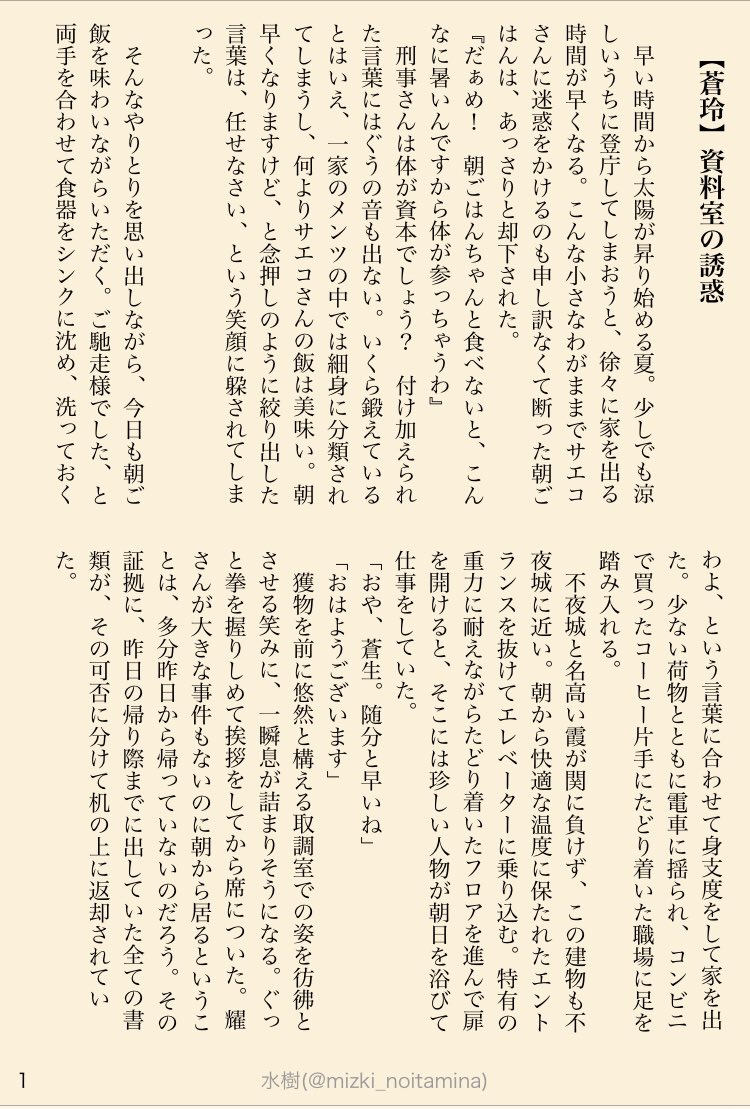 【蒼玲】資料室の誘惑
　早い時間から太陽が昇り始める夏。少しでも涼
しいうちに登庁してしまおうと、徐々に家を出る
時間が早くなる。こんな小さなわがままでサエコ
さんに迷惑をかけるのも申し訳なくて断った朝ご
はんは、あっさりと却下された。
『だぁめ！　朝ごはんちゃんと食べないと、こん
なに暑いんですから体が参っちゃうわ』
　刑事さんは体が資本でしょう？　付け加えられ
た言葉にはぐうの音も出ない。いくら鍛えている
とはいえ、一家のメンツの中では細身に分類され
てしまうし、何よりサエコさんの飯は美味い。朝
早くなりますけど、と念押しのように絞り出した
言葉は、任せなさい、という笑顔に躱されてしま
った。
　そんなやりとりを思い出しながら、今日も朝ご
飯を味わいながらいただく。ご馳走様でした、と
両手を合わせて食器をシンクに沈め、洗っておく
わよ、という言葉に合わせて身支度をして家を出
た。少ない荷物とともに電車に揺られ、コンビニ
で買ったコーヒー片手にたどり着いた職場に足を
踏み入れる。
　不夜城と名高い霞が関に負けず、この建物も不
夜城に近い。朝から快適な温度に保たれたエント
ランスを抜けてエレベーターに乗り込む。特有の
重力に耐えながらたどり着いたフロアを進んで扉
を開けると、そこには珍しい人物が朝日を浴びて
仕事をしていた。
「おや、蒼生。随分と早いね」
「おはようございます」
　獲物を前に悠然と構える取調室での姿を彷彿と
させる笑みに、一瞬息が詰まりそうになる。ぐっ
と拳を握りしめて挨拶をしてから席についた。耀
さんが大きな事件もないのに朝から居るというこ
とは、多分昨日から帰っていないのだろう。その
証拠に、昨日の帰り際までに出していた全ての書
類が、その可否に分けて机の上に返却されてい
た。
1
水樹(@mizki_noitamina)